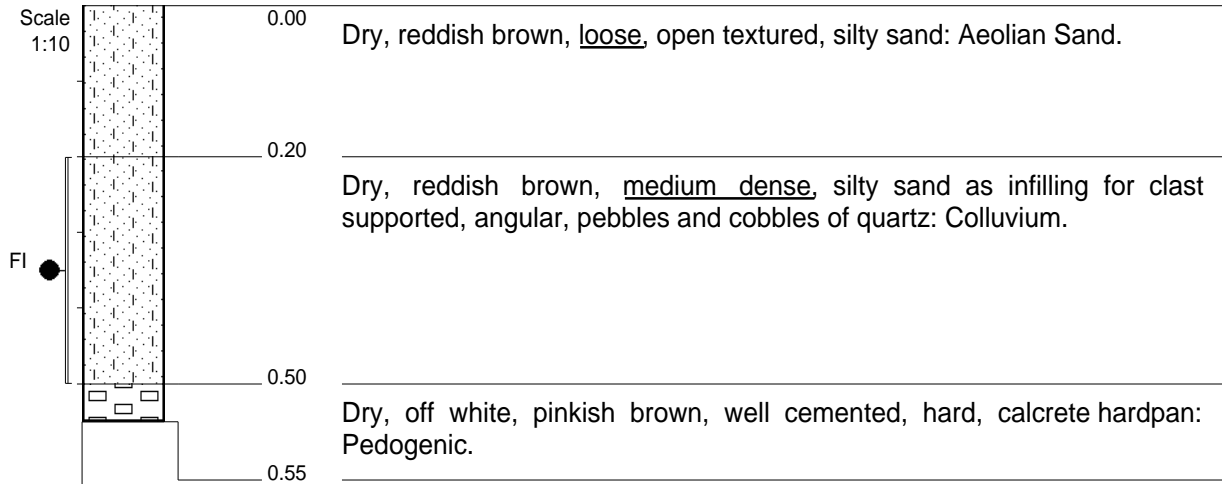 Scale
1:10
0.00
Dry, reddish brown, loose, open textured, silty sand: Aeolian Sand.
0.20
Dry, reddish brown, medium dense, silty sand as infilling for clast
supported, angular, pebbles and cobbles of quartz: Colluvium.
FI
0.50
Dry, off white, pinkish brown, well cemented, hard, calcrete hardpan:
Pedogenic.
0.55